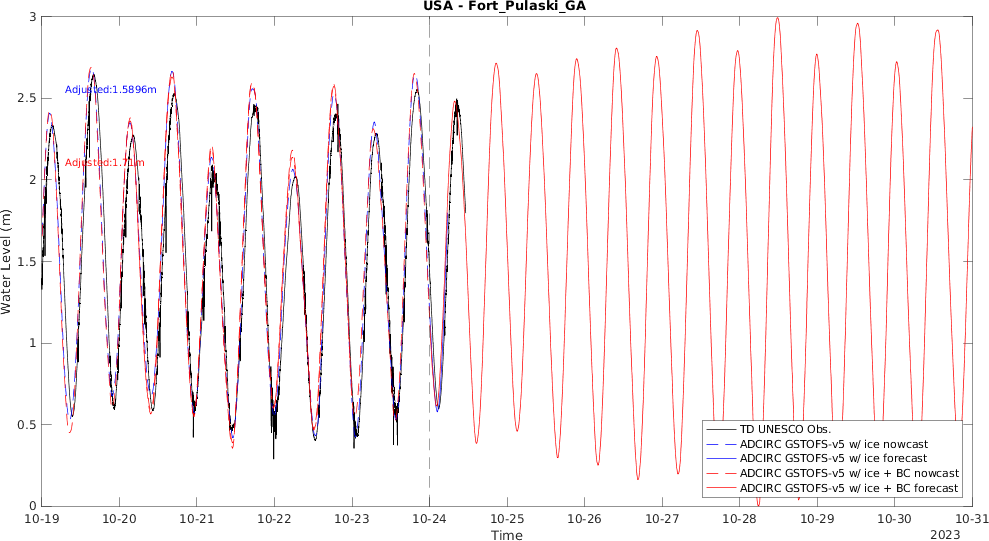 USA - Fort_Pulaski_GA
3
2.5
2
1.5
1
0.5
0
Water Level (m)
Adjusted:1.5896m
Adjusted:1.71m
TD UNESCO Obs.
ADCIRC GSTOFS-v5 w/ ice nowcast
ADCIRC GSTOFS-v5 w/ ice forecast
ADCIRC GSTOFS-v5 w/ ice + BC nowcast
ADCIRC GSTOFS-v5 w/ ice + BC forecast
10-19 10-20 10-21 10-22 10-23 10-24 10-25 10-26 10-27 10-28 10-29 10-30 10-31
Time
2023